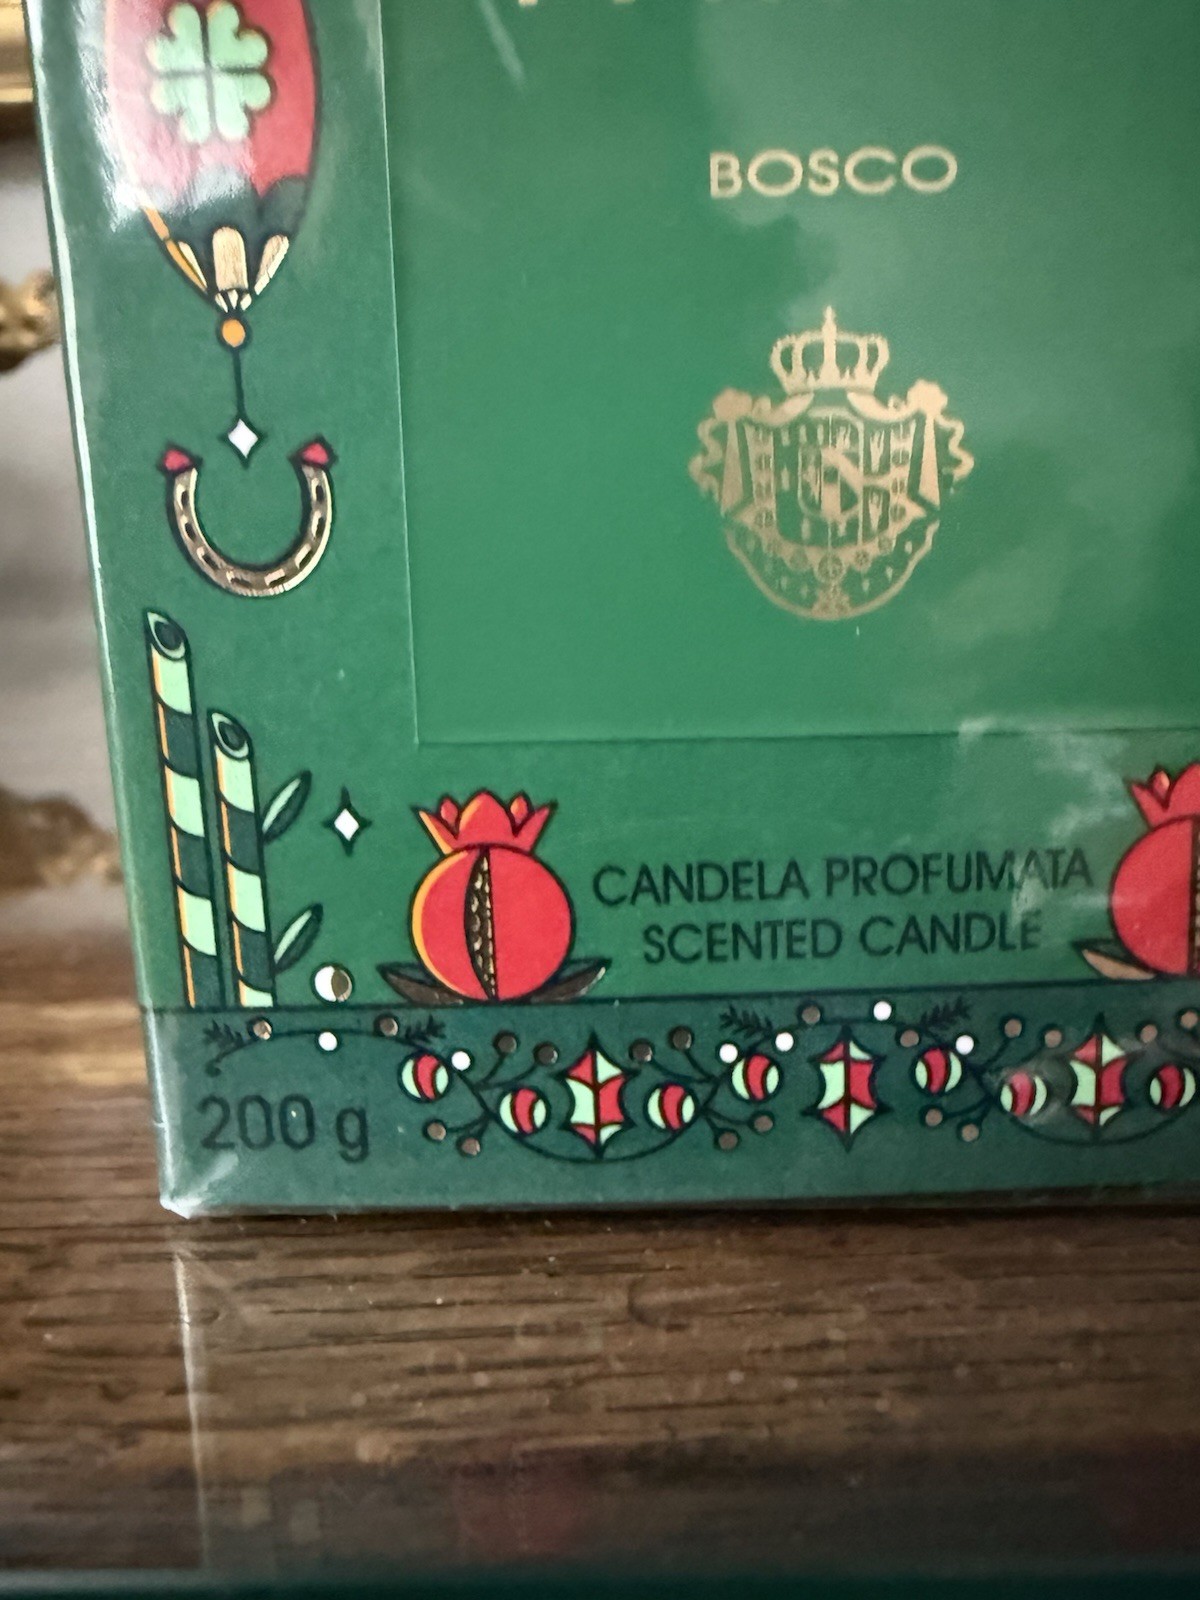 BOSCO
CANDELA PROFUMATA
SCENTED CANDLE
200 g